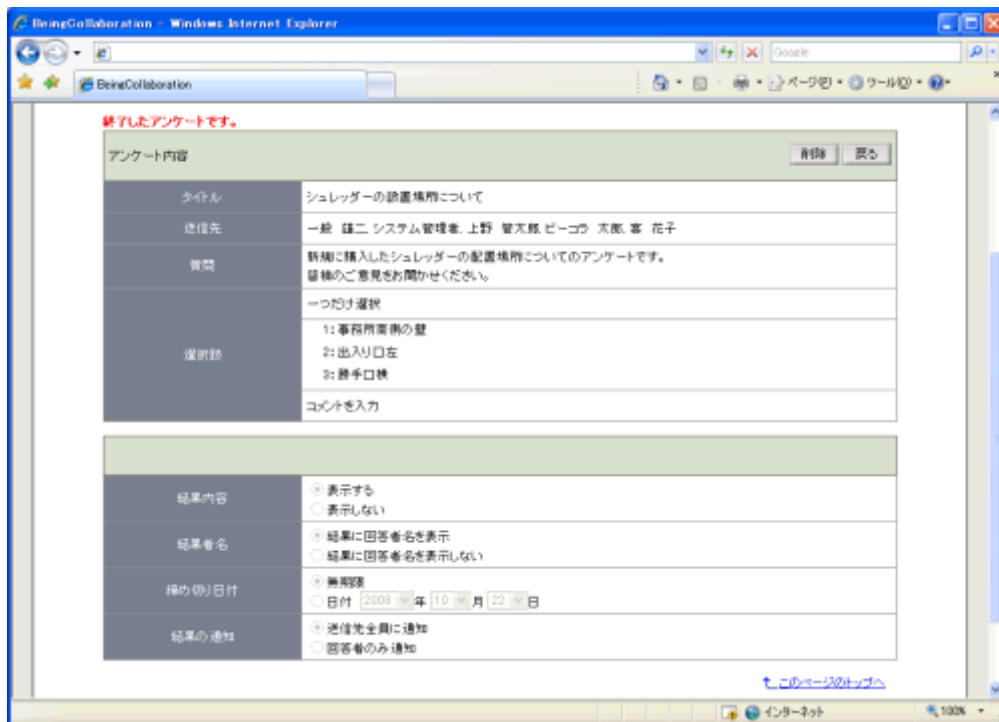 BeingCollaboration - Windows Internet Explorer
Google
BeingCollaboration
ページ(P)
ツール(O)
終了したアンケートです。
アンケート内容
削除
戻る
タイトル
シュレッダーの設置場所について
送信先
一般 雄二, システム管理者, 上野 智太郎, ビーコラ 太郎, 客 花子
質問
新規に購入したシュレッダーの配置場所についてのアンケートです。
皆様のご意見をお聞かせください。
選択肢
一つだけ選択
1: 事務所南側の壁
2: 出入り口左
3: 勝手口横
コメントを入力
結果内容
表示する
表示しない
結果者名
結果に回答者名を表示
結果に回答者名を表示しない
締め切り日付
無期限
日付 2008 年 10 月 22 日
結果の通知
送信先全員に通知
回答者のみ通知
↑ このページのトップへ
インターネット
100%